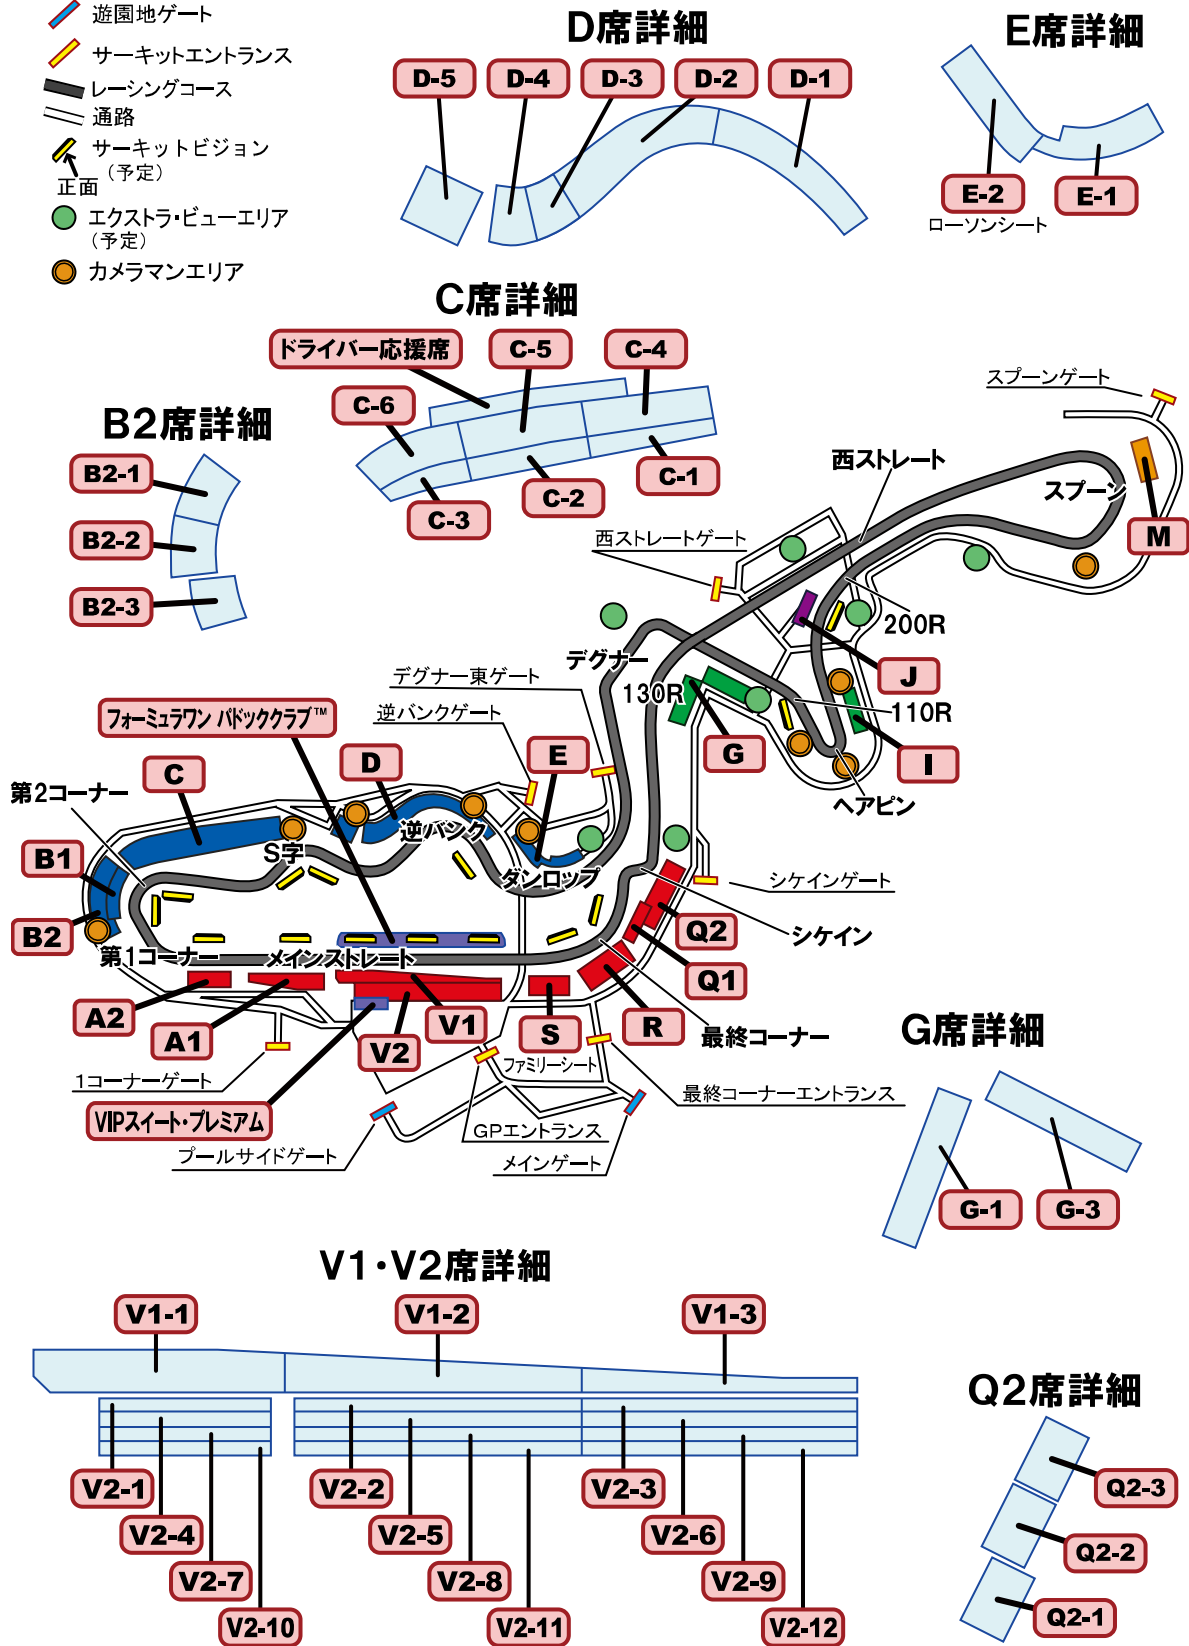 遊園地ゲート
サーキットエントランス
レーシングコース
通路
サーキットビジョン
(予定)
正面
エクストラ・ビューエリア
(予定)
カメラマンエリア
D席詳細
D-5
D-4
D-3
D-2
D-1
E席詳細
E-2
E-1
ローソンシート
C席詳細
ドライバー応援席
C-5
C-4
C-6
C-1
C-2
C-3
B2席詳細
B2-1
B2-2
B2-3
スプーンゲート
西ストレート
スプーン
M
西ストレートゲート
200R
デグナー
J
デグナー東ゲート
130R
110R
フォーミュラワン パドッククラブ™
逆バンクゲート
G
I
C
D
E
ヘアピン
第2コーナー
逆バンク
S字
B1
ダンロップ
シケインゲート
B2
Q2
シケイン
第1コーナー
メインストレート
Q1
A2
A1
V1
V2
S
R
最終コーナー
ファミリーシート
1コーナーゲート
最終コーナーエントランス
VIPスイート・プレミアム
GPエントランス
プールサイドゲート
メインゲート
G席詳細
G-1
G-3
V1・V2席詳細
V1-1
V1-2
V1-3
V2-1
V2-2
V2-3
V2-4
V2-5
V2-6
V2-7
V2-8
V2-9
V2-10
V2-11
V2-12
Q2席詳細
Q2-3
Q2-2
Q2-1